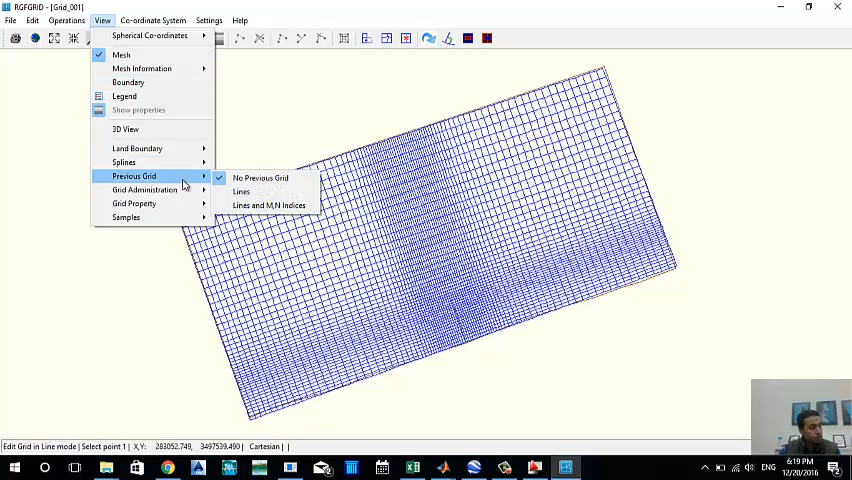 RGFGRID - [Grid_001]
File Edit Operations View Co-ordinate System Settings Help
Spherical Co-ordinates
Mesh
Mesh Information
Boundary
Legend
Show properties
3D View
Land Boundary
Splines
Previous Grid
Grid Administration
Grid Property
Samples
No Previous Grid
Lines
Lines and M,N Indices
Edit Grid in Line mode | Select point 1 | X,Y: 283052.749, 3497539.490 | Cartesian | |
ENG
6:19 PM
12/20/2016